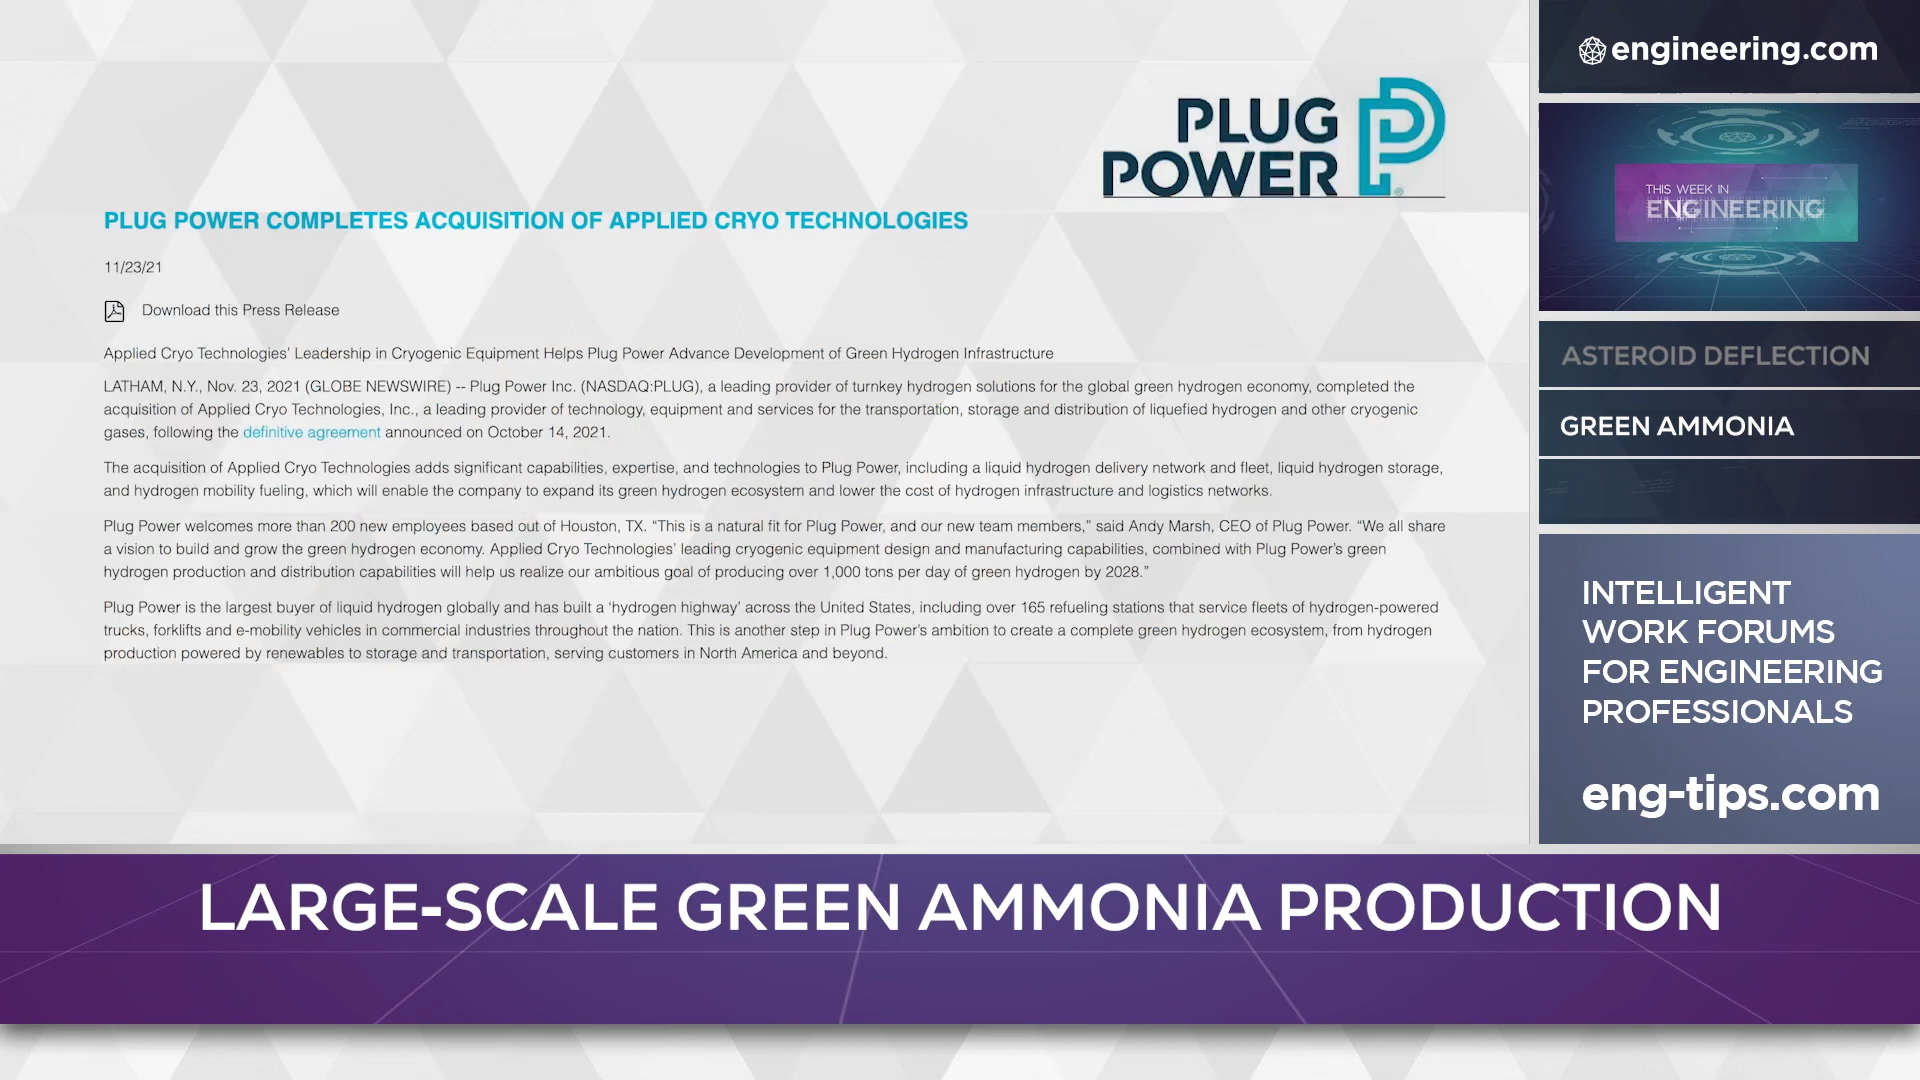 PLUG
POWER
PLUG POWER COMPLETES ACQUISITION OF APPLIED CRYO TECHNOLOGIES
11/23/21
Download this Press Release
Applied Cryo Technologies’ Leadership in Cryogenic Equipment Helps Plug Power Advance Development of Green Hydrogen Infrastructure
LATHAM, N.Y., Nov. 23, 2021 (GLOBE NEWSWIRE) -- Plug Power Inc. (NASDAQ:PLUG), a leading provider of turnkey hydrogen solutions for the global green hydrogen economy, completed the
acquisition of Applied Cryo Technologies, Inc., a leading provider of technology, equipment and services for the transportation, storage and distribution of liquefied hydrogen and other cryogenic
gases, following the definitive agreement announced on October 14, 2021.
The acquisition of Applied Cryo Technologies adds significant capabilities, expertise, and technologies to Plug Power, including a liquid hydrogen delivery network and fleet, liquid hydrogen storage,
and hydrogen mobility fueling, which will enable the company to expand its green hydrogen ecosystem and lower the cost of hydrogen infrastructure and logistics networks.
Plug Power welcomes more than 200 new employees based out of Houston, TX. “This is a natural fit for Plug Power, and our new team members,” said Andy Marsh, CEO of Plug Power. “We all share
a vision to build and grow the green hydrogen economy. Applied Cryo Technologies’ leading cryogenic equipment design and manufacturing capabilities, combined with Plug Power’s green
hydrogen production and distribution capabilities will help us realize our ambitious goal of producing over 1,000 tons per day of green hydrogen by 2028.”
Plug Power is the largest buyer of liquid hydrogen globally and has built a ‘hydrogen highway’ across the United States, including over 165 refueling stations that service fleets of hydrogen-powered
trucks, forklifts and e-mobility vehicles in commercial industries throughout the nation. This is another step in Plug Power’s ambition to create a complete green hydrogen ecosystem, from hydrogen
production powered by renewables to storage and transportation, serving customers in North America and beyond.
engineering.com
THIS WEEK IN
ENGINEERING
ASTEROID DEFLECTION
GREEN AMMONIA
INTELLIGENT
WORK FORUMS
FOR ENGINEERING
PROFESSIONALS
eng-tips.com
LARGE-SCALE GREEN AMMONIA PRODUCTION